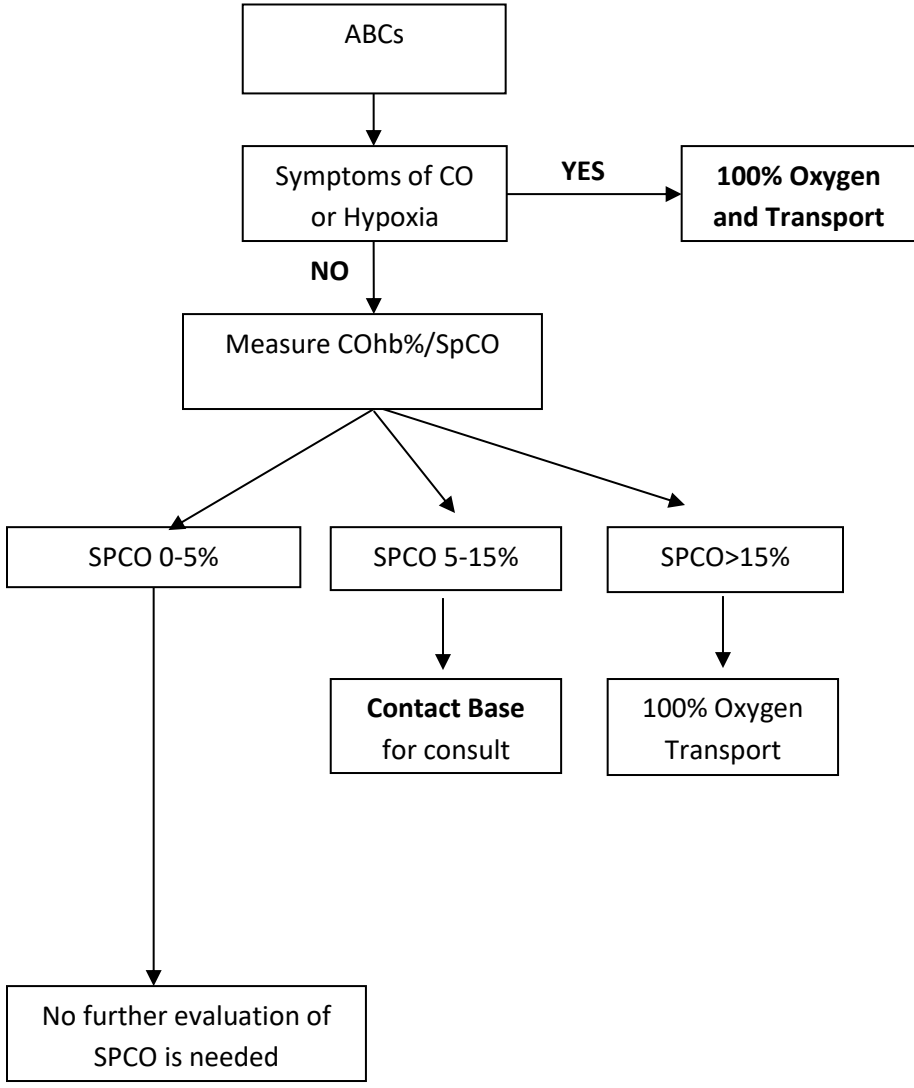 ABCs
Symptoms of CO
or Hypoxia
YES
100% Oxygen
and Transport
NO
Measure COhb%/SpCO
SPCO 0-5%
SPCO 5-15%
SPCO>15%
Contact Base
for consult
100% Oxygen
Transport
No further evaluation of
SPCO is needed